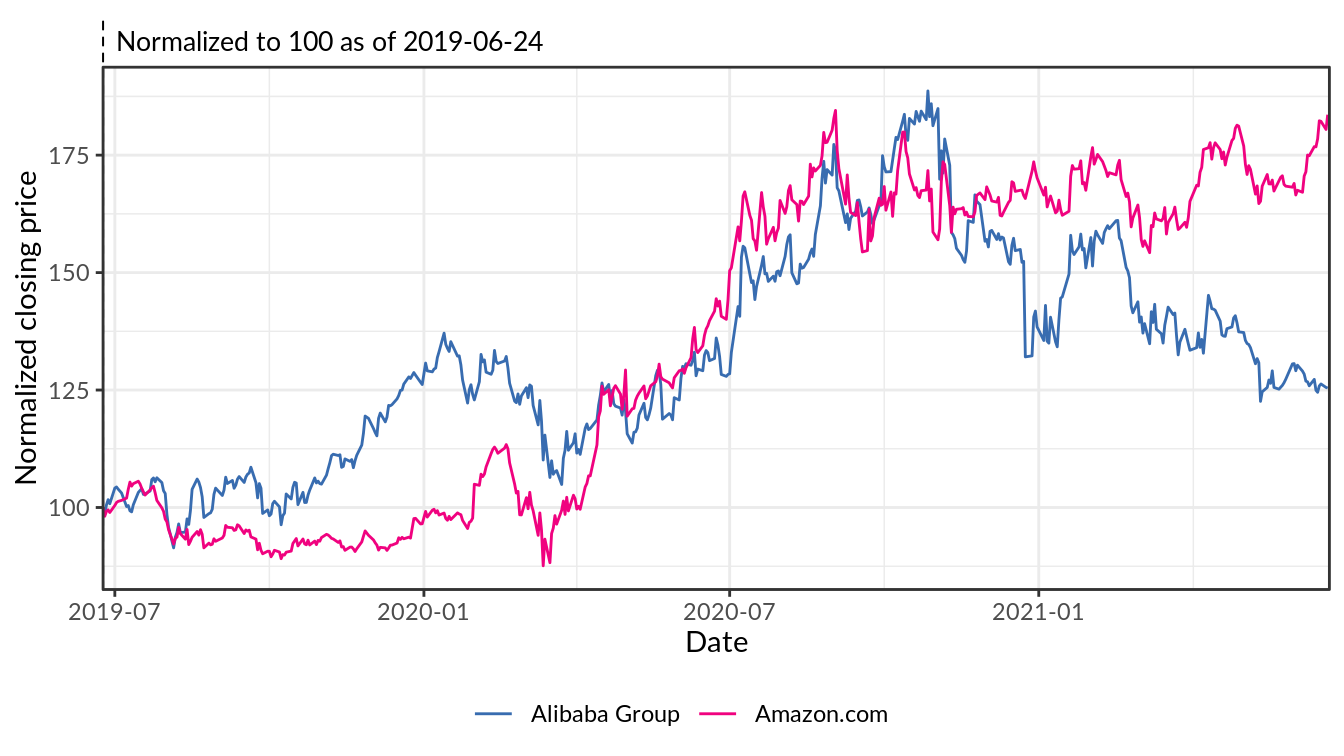 Normalized to 100 as of 2019-06-24
Normalized closing price
175
150
125
100
2019-07 2020-01 2020-07 2021-01
Date
Alibaba Group Amazon.com